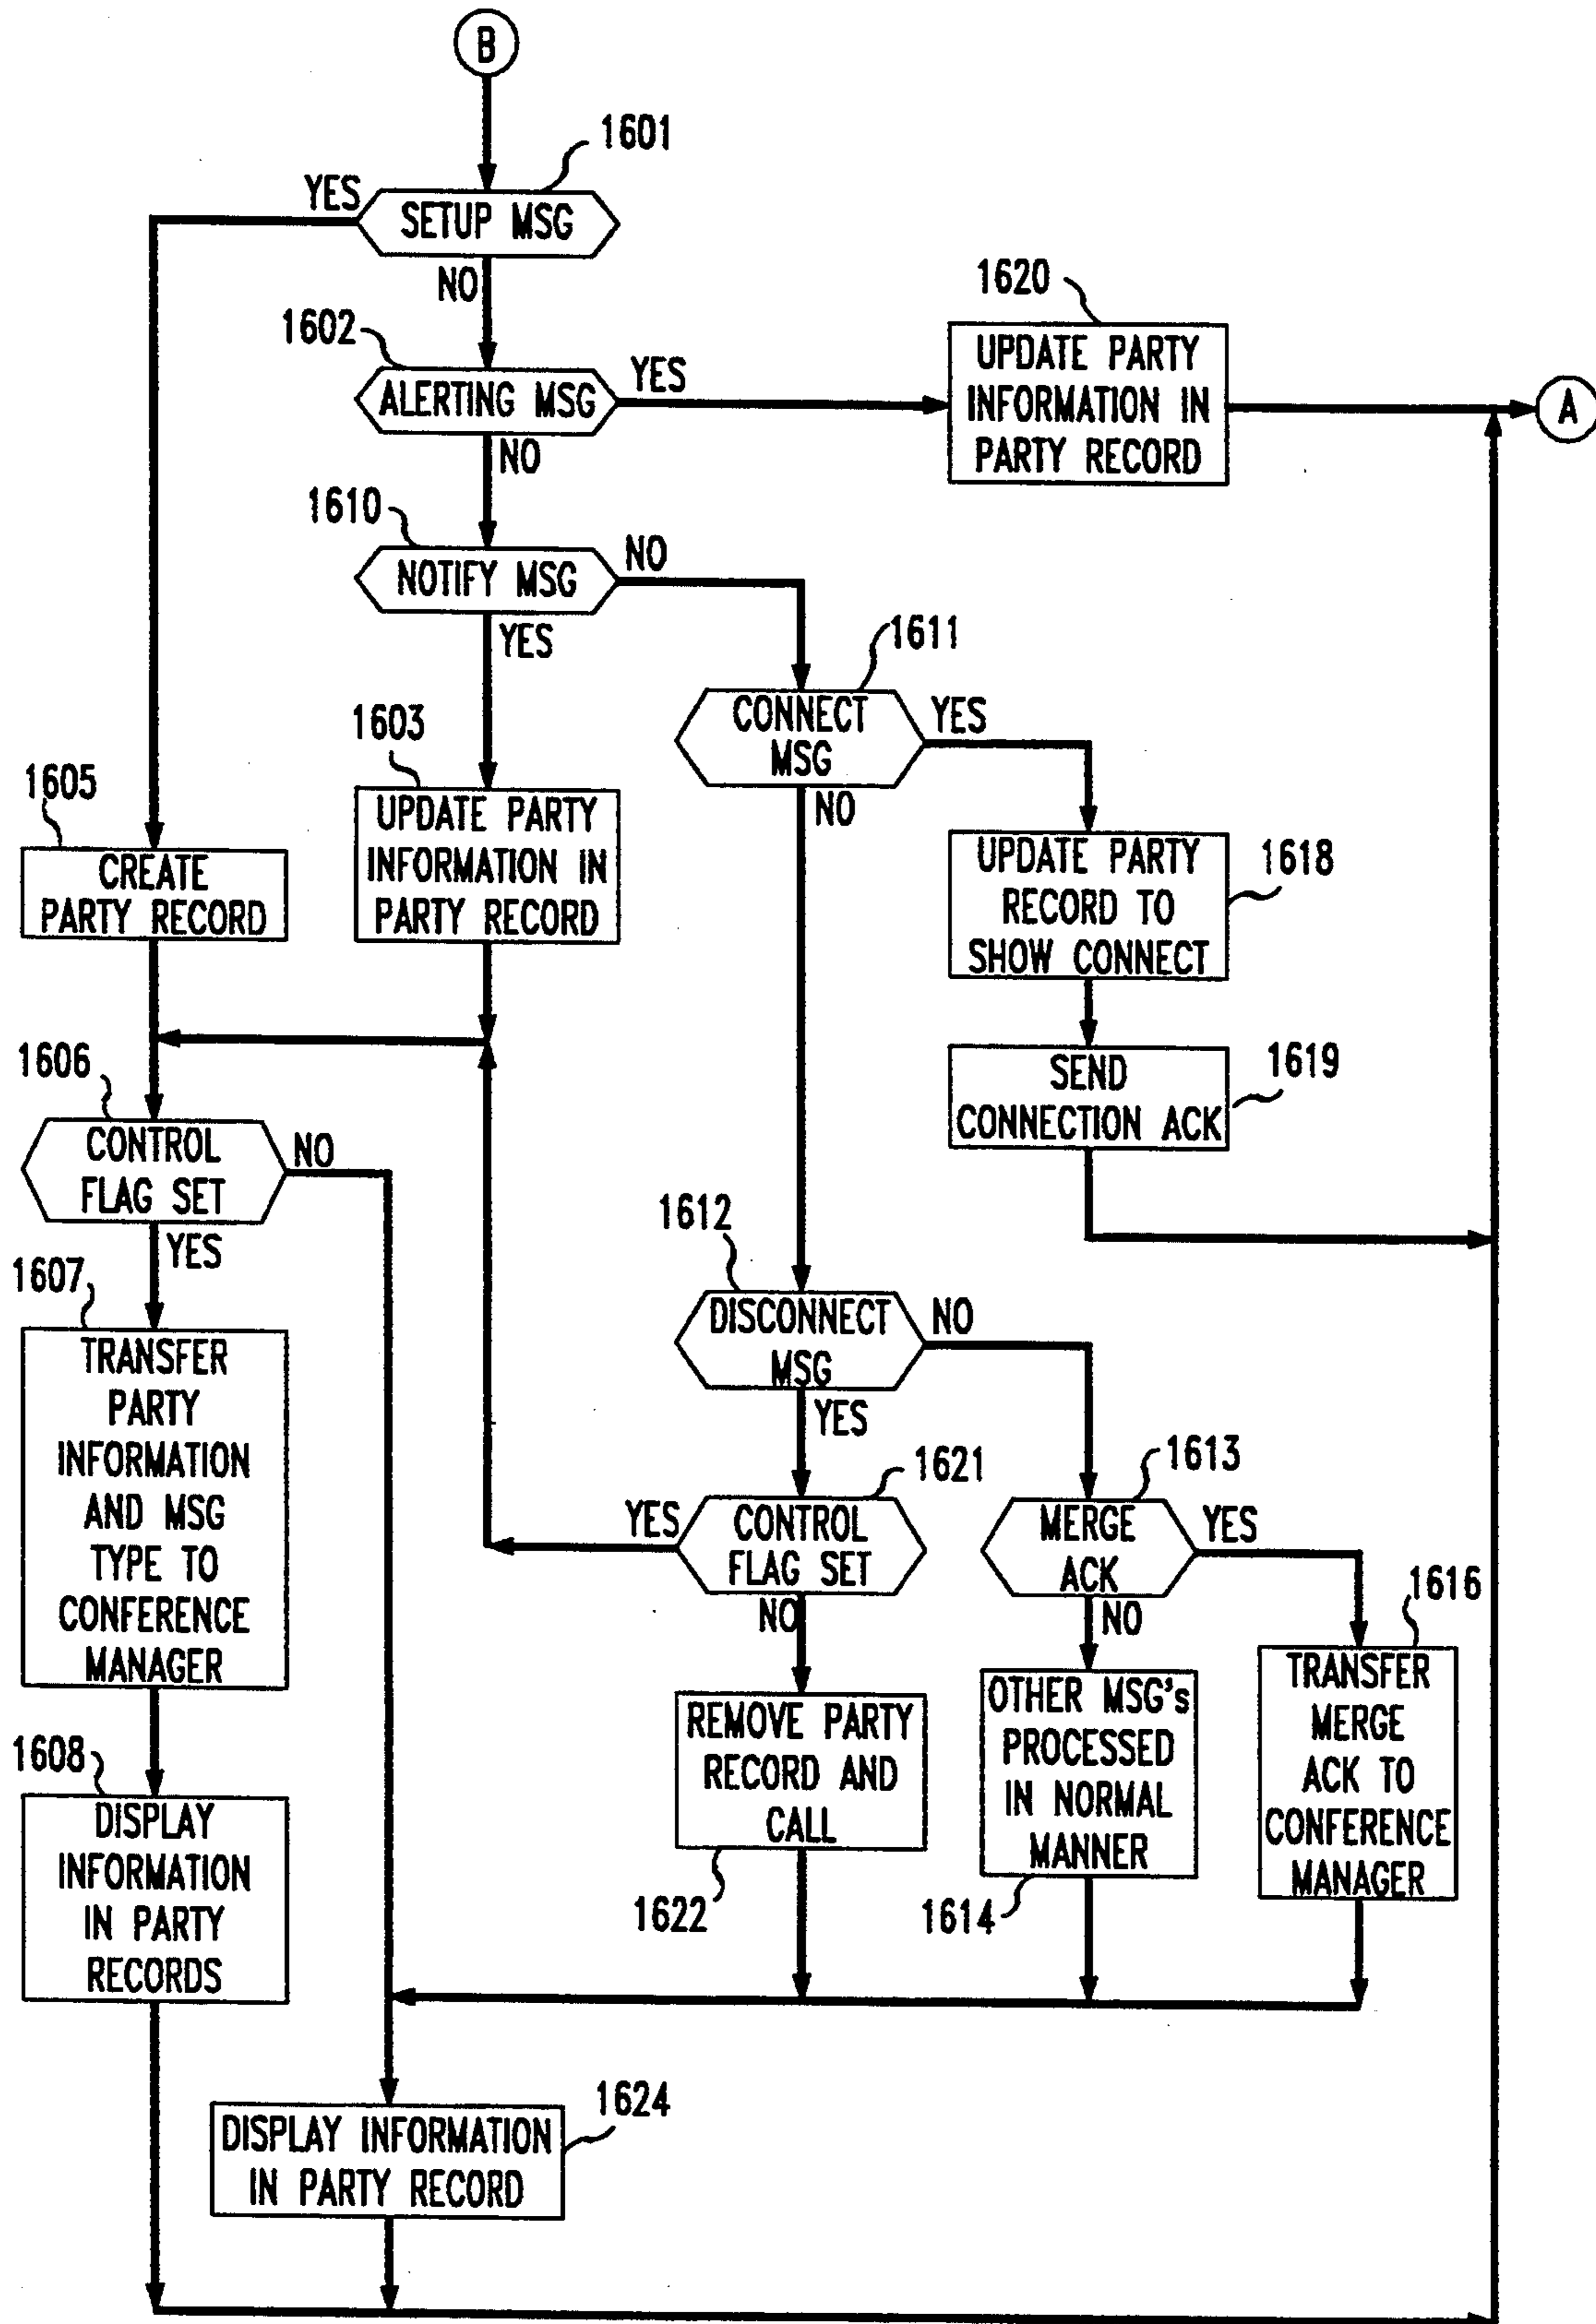 B
1601
YES
SETUP MSG
NO
1620
1602
ALERTING MSG
YES
UPDATE PARTY
INFORMATION IN
PARTY RECORD
A
NO
1610
NOTIFY MSG
NO
YES
1611
CONNECT
MSG
YES
NO
1603
UPDATE PARTY
INFORMATION IN
PARTY RECORD
1605
CREATE
PARTY RECORD
UPDATE PARTY
RECORD TO
SHOW CONNECT
1618
SEND
CONNECTION ACK
1619
1606
CONTROL
FLAG SET
NO
YES
1612
DISCONNECT
MSG
NO
YES
1607
TRANSFER
PARTY
INFORMATION
AND MSG
TYPE TO
CONFERENCE
MANAGER
1621
YES
CONTROL
FLAG SET
NO
1613
MERGE
ACK
YES
NO
1616
TRANSFER
MERGE
ACK TO
CONFERENCE
MANAGER
REMOVE PARTY
RECORD AND
CALL
1622
OTHER MSG's
PROCESSED
IN NORMAL
MANNER
1614
1608
DISPLAY
INFORMATION
IN PARTY
RECORDS
1624
DISPLAY INFORMATION
IN PARTY RECORD